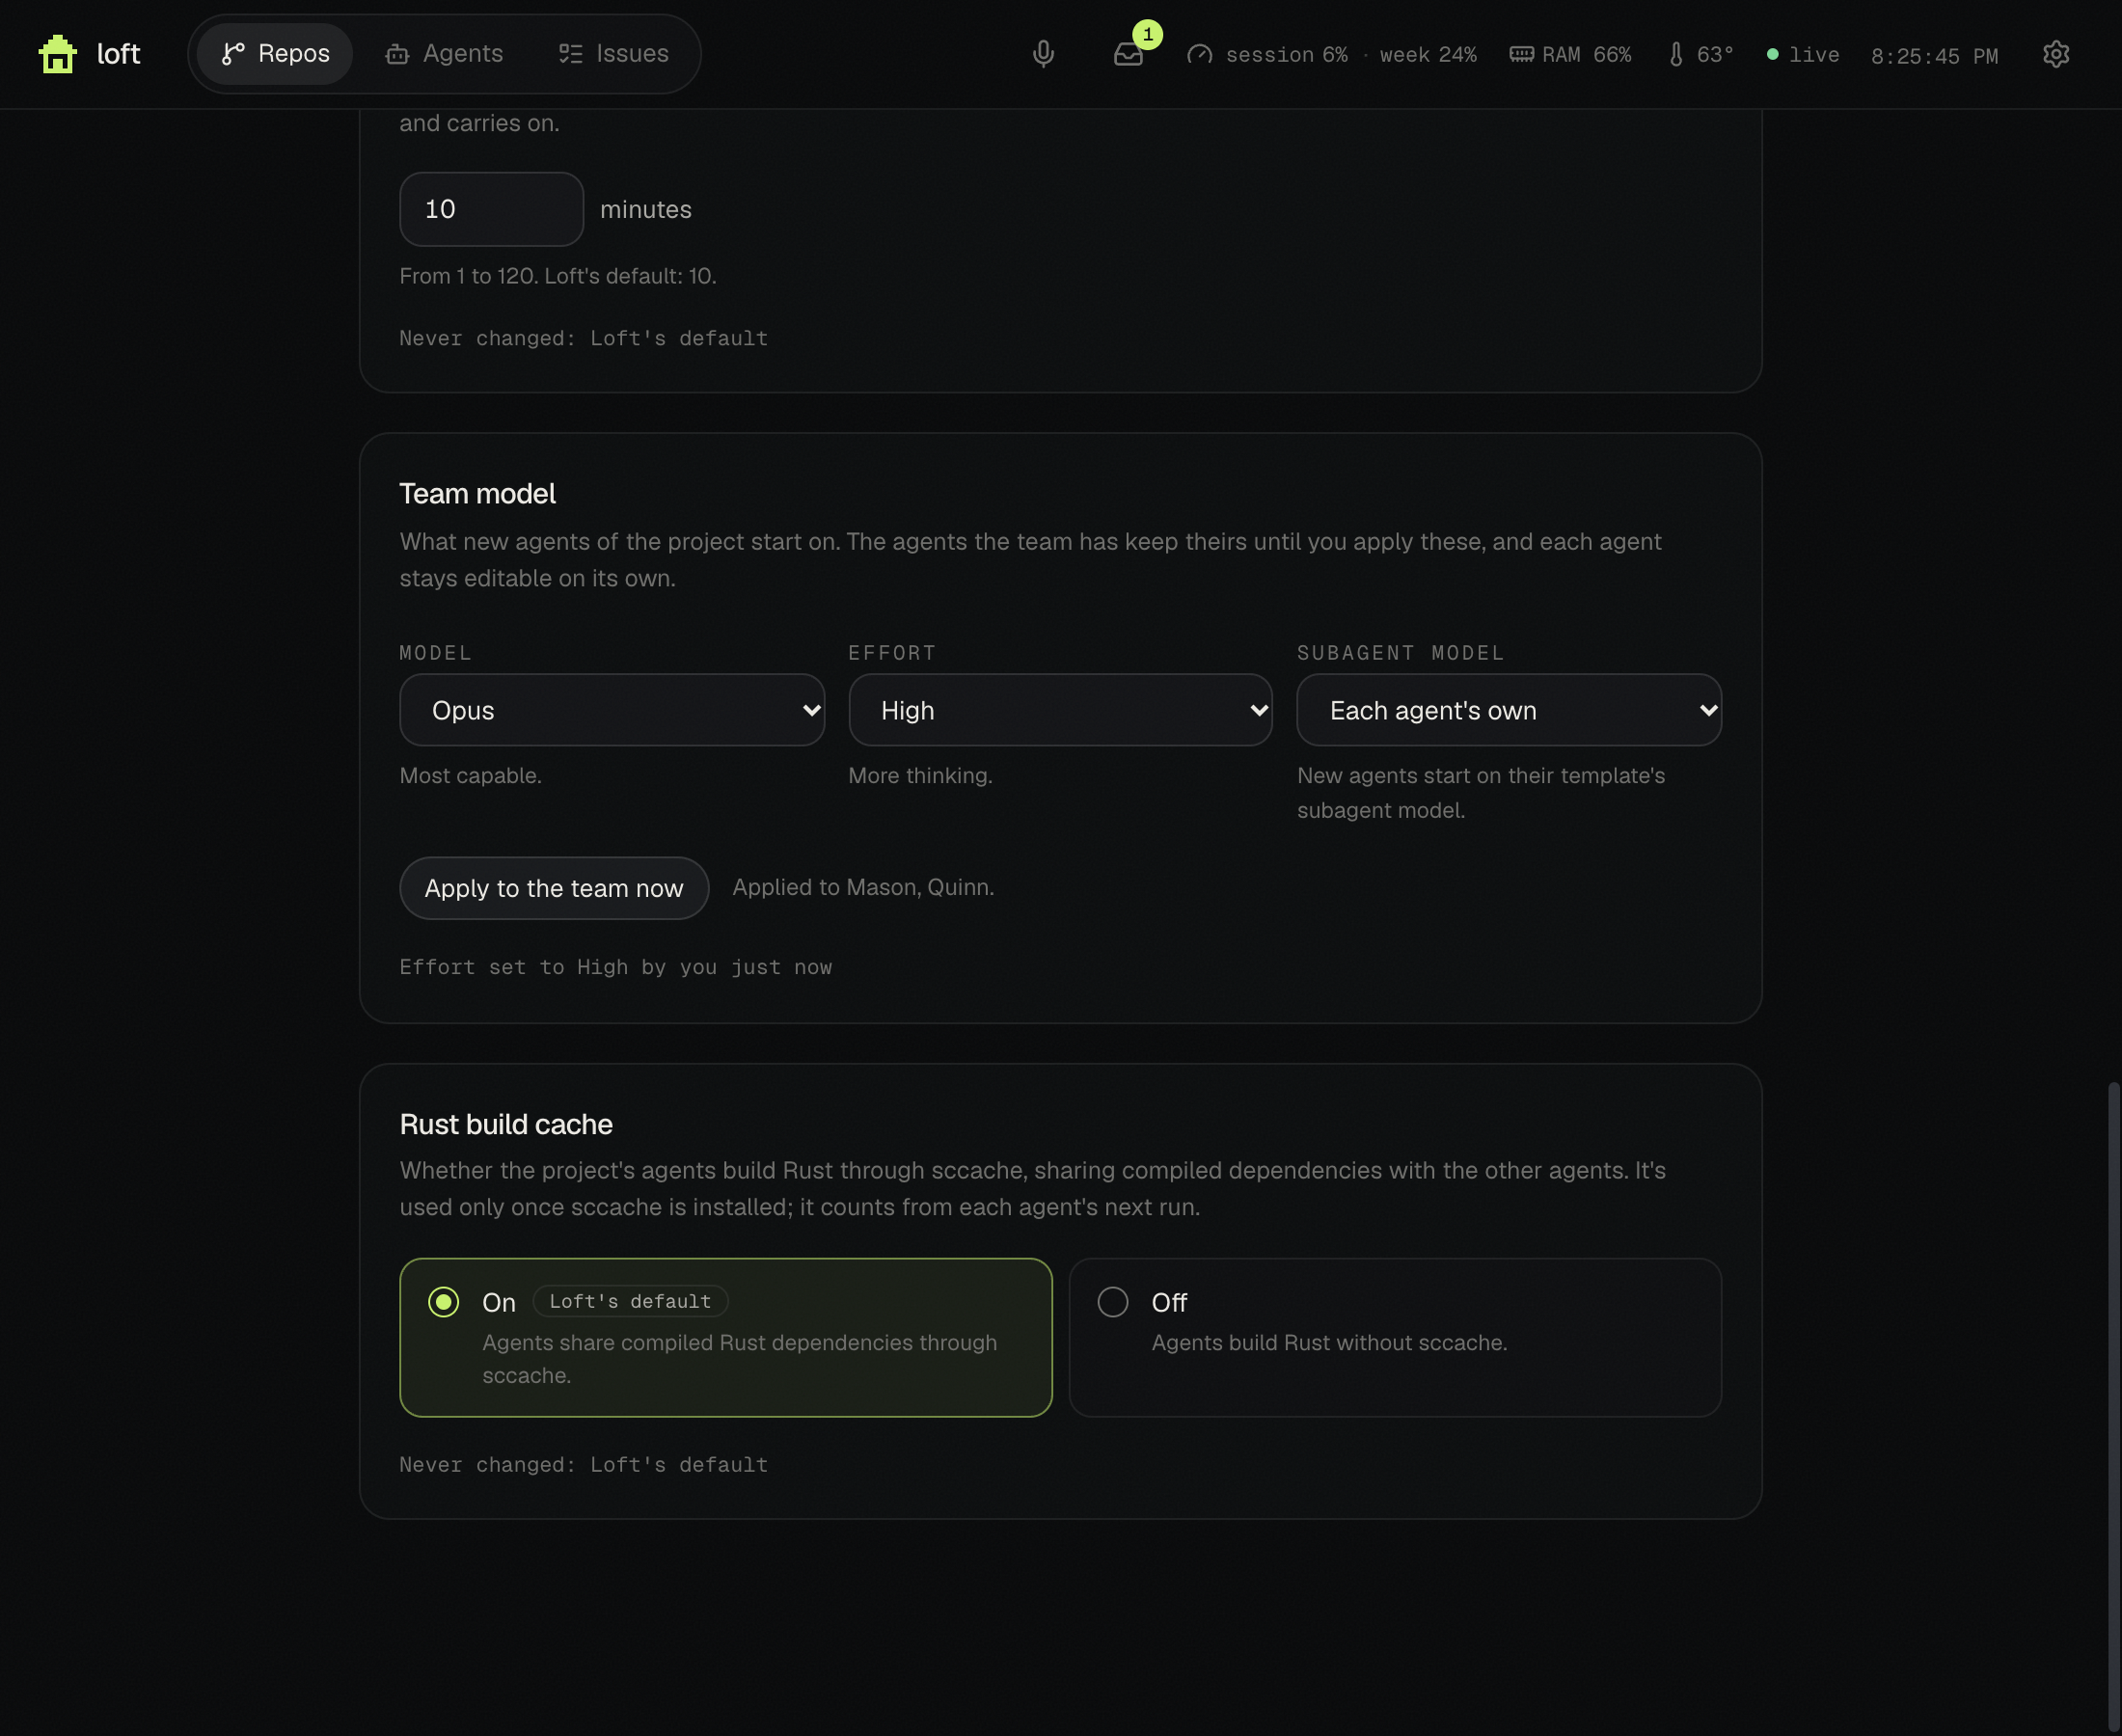 loft
Repos
Agents
Issues
1
session 6% · week 24%
RAM 66%
63°
live
8:25:45 PM
and carries on.
10
minutes
From 1 to 120. Loft's default: 10.
Never changed: Loft's default
Team model
What new agents of the project start on. The agents the team has keep theirs until you apply these, and each agent
stays editable on its own.
MODEL
EFFORT
SUBAGENT MODEL
Opus
High
Each agent's own
Most capable.
More thinking.
New agents start on their template's
subagent model.
Apply to the team now
Applied to Mason, Quinn.
Effort set to High by you just now
Rust build cache
Whether the project's agents build Rust through sccache, sharing compiled dependencies with the other agents. It's
used only once sccache is installed; it counts from each agent's next run.
On
Loft's default
Agents share compiled Rust dependencies through
sccache.
Off
Agents build Rust without sccache.
Never changed: Loft's default